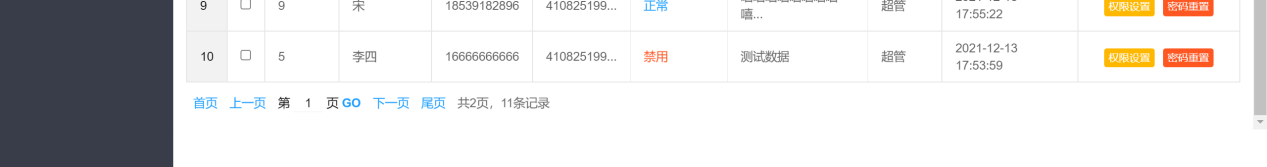 9 9 宋 18539182896 410825199... 正常 嘻... 超管 17:55:22 权限设置 密码重置
10 5 李四 16666666666 410825199... 禁用 测试数据 超管 2021-12-13 17:53:59 权限设置 密码重置
首页 上一页 第 1 页 GO 下一页 尾页 共2页，11条记录